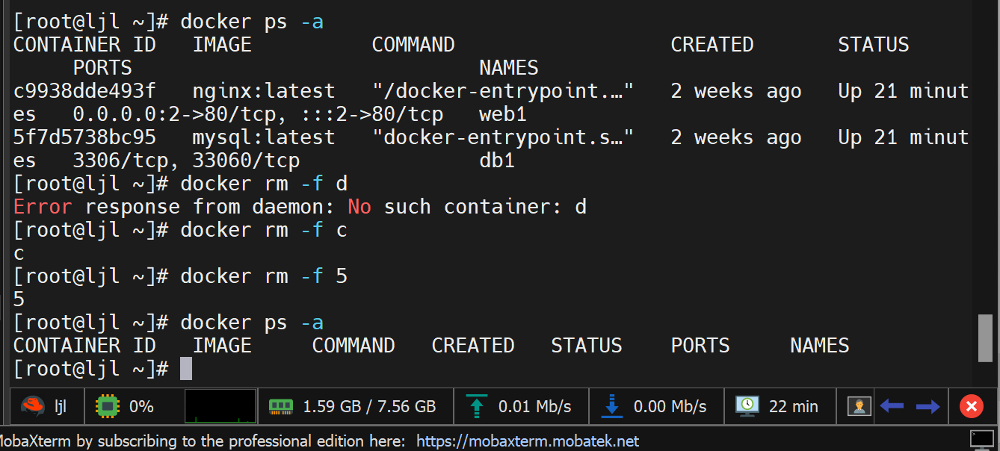 [root@ljl ~]# docker ps -a
CONTAINER ID   IMAGE          COMMAND                  CREATED       STATUS
     PORTS                             NAMES
c9938dde493f   nginx:latest   "/docker-entrypoint.…"   2 weeks ago   Up 21 minut
es   0.0.0.0:2->80/tcp, :::2->80/tcp   web1
5f7d5738bc95   mysql:latest   "docker-entrypoint.s…"   2 weeks ago   Up 21 minut
es   3306/tcp, 33060/tcp               db1
[root@ljl ~]# docker rm -f d
Error response from daemon: No such container: d
[root@ljl ~]# docker rm -f c
c
[root@ljl ~]# docker rm -f 5
5
[root@ljl ~]# docker ps -a
CONTAINER ID   IMAGE     COMMAND   CREATED   STATUS    PORTS     NAMES
[root@ljl ~]#
ljl 0% 1.59 GB / 7.56 GB 0.01 Mb/s 0.00 Mb/s 22 min
MobaXterm by subscribing to the professional edition here: https://mobaxterm.mobatek.net